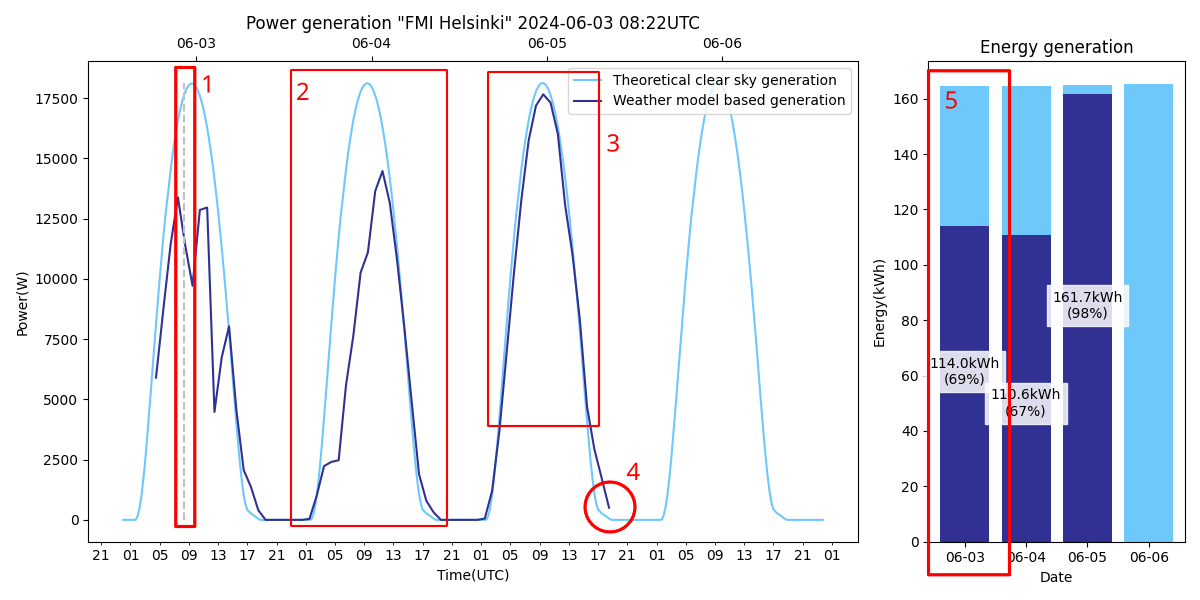 Power generation "FMI Helsinki" 2024-06-03 08:22UTC
06-03 06-04 06-05 06-06
Theoretical clear sky generation
Weather model based generation
1
2
3
4
Power(W)
17500
15000
12500
10000
7500
5000
2500
0
21 01 05 09 13 17 21 01 05 09 13 17 21 01 05 09 13 17 21 01 05 09 13 17 21 01
Time(UTC)
Energy generation
5
Energy(kWh)
160
140
120
100
80
60
40
20
0
161.7kWh
(98%)
114.0kWh
(69%)
110.6kWh
(67%)
06-03 06-04 06-05 06-06
Date